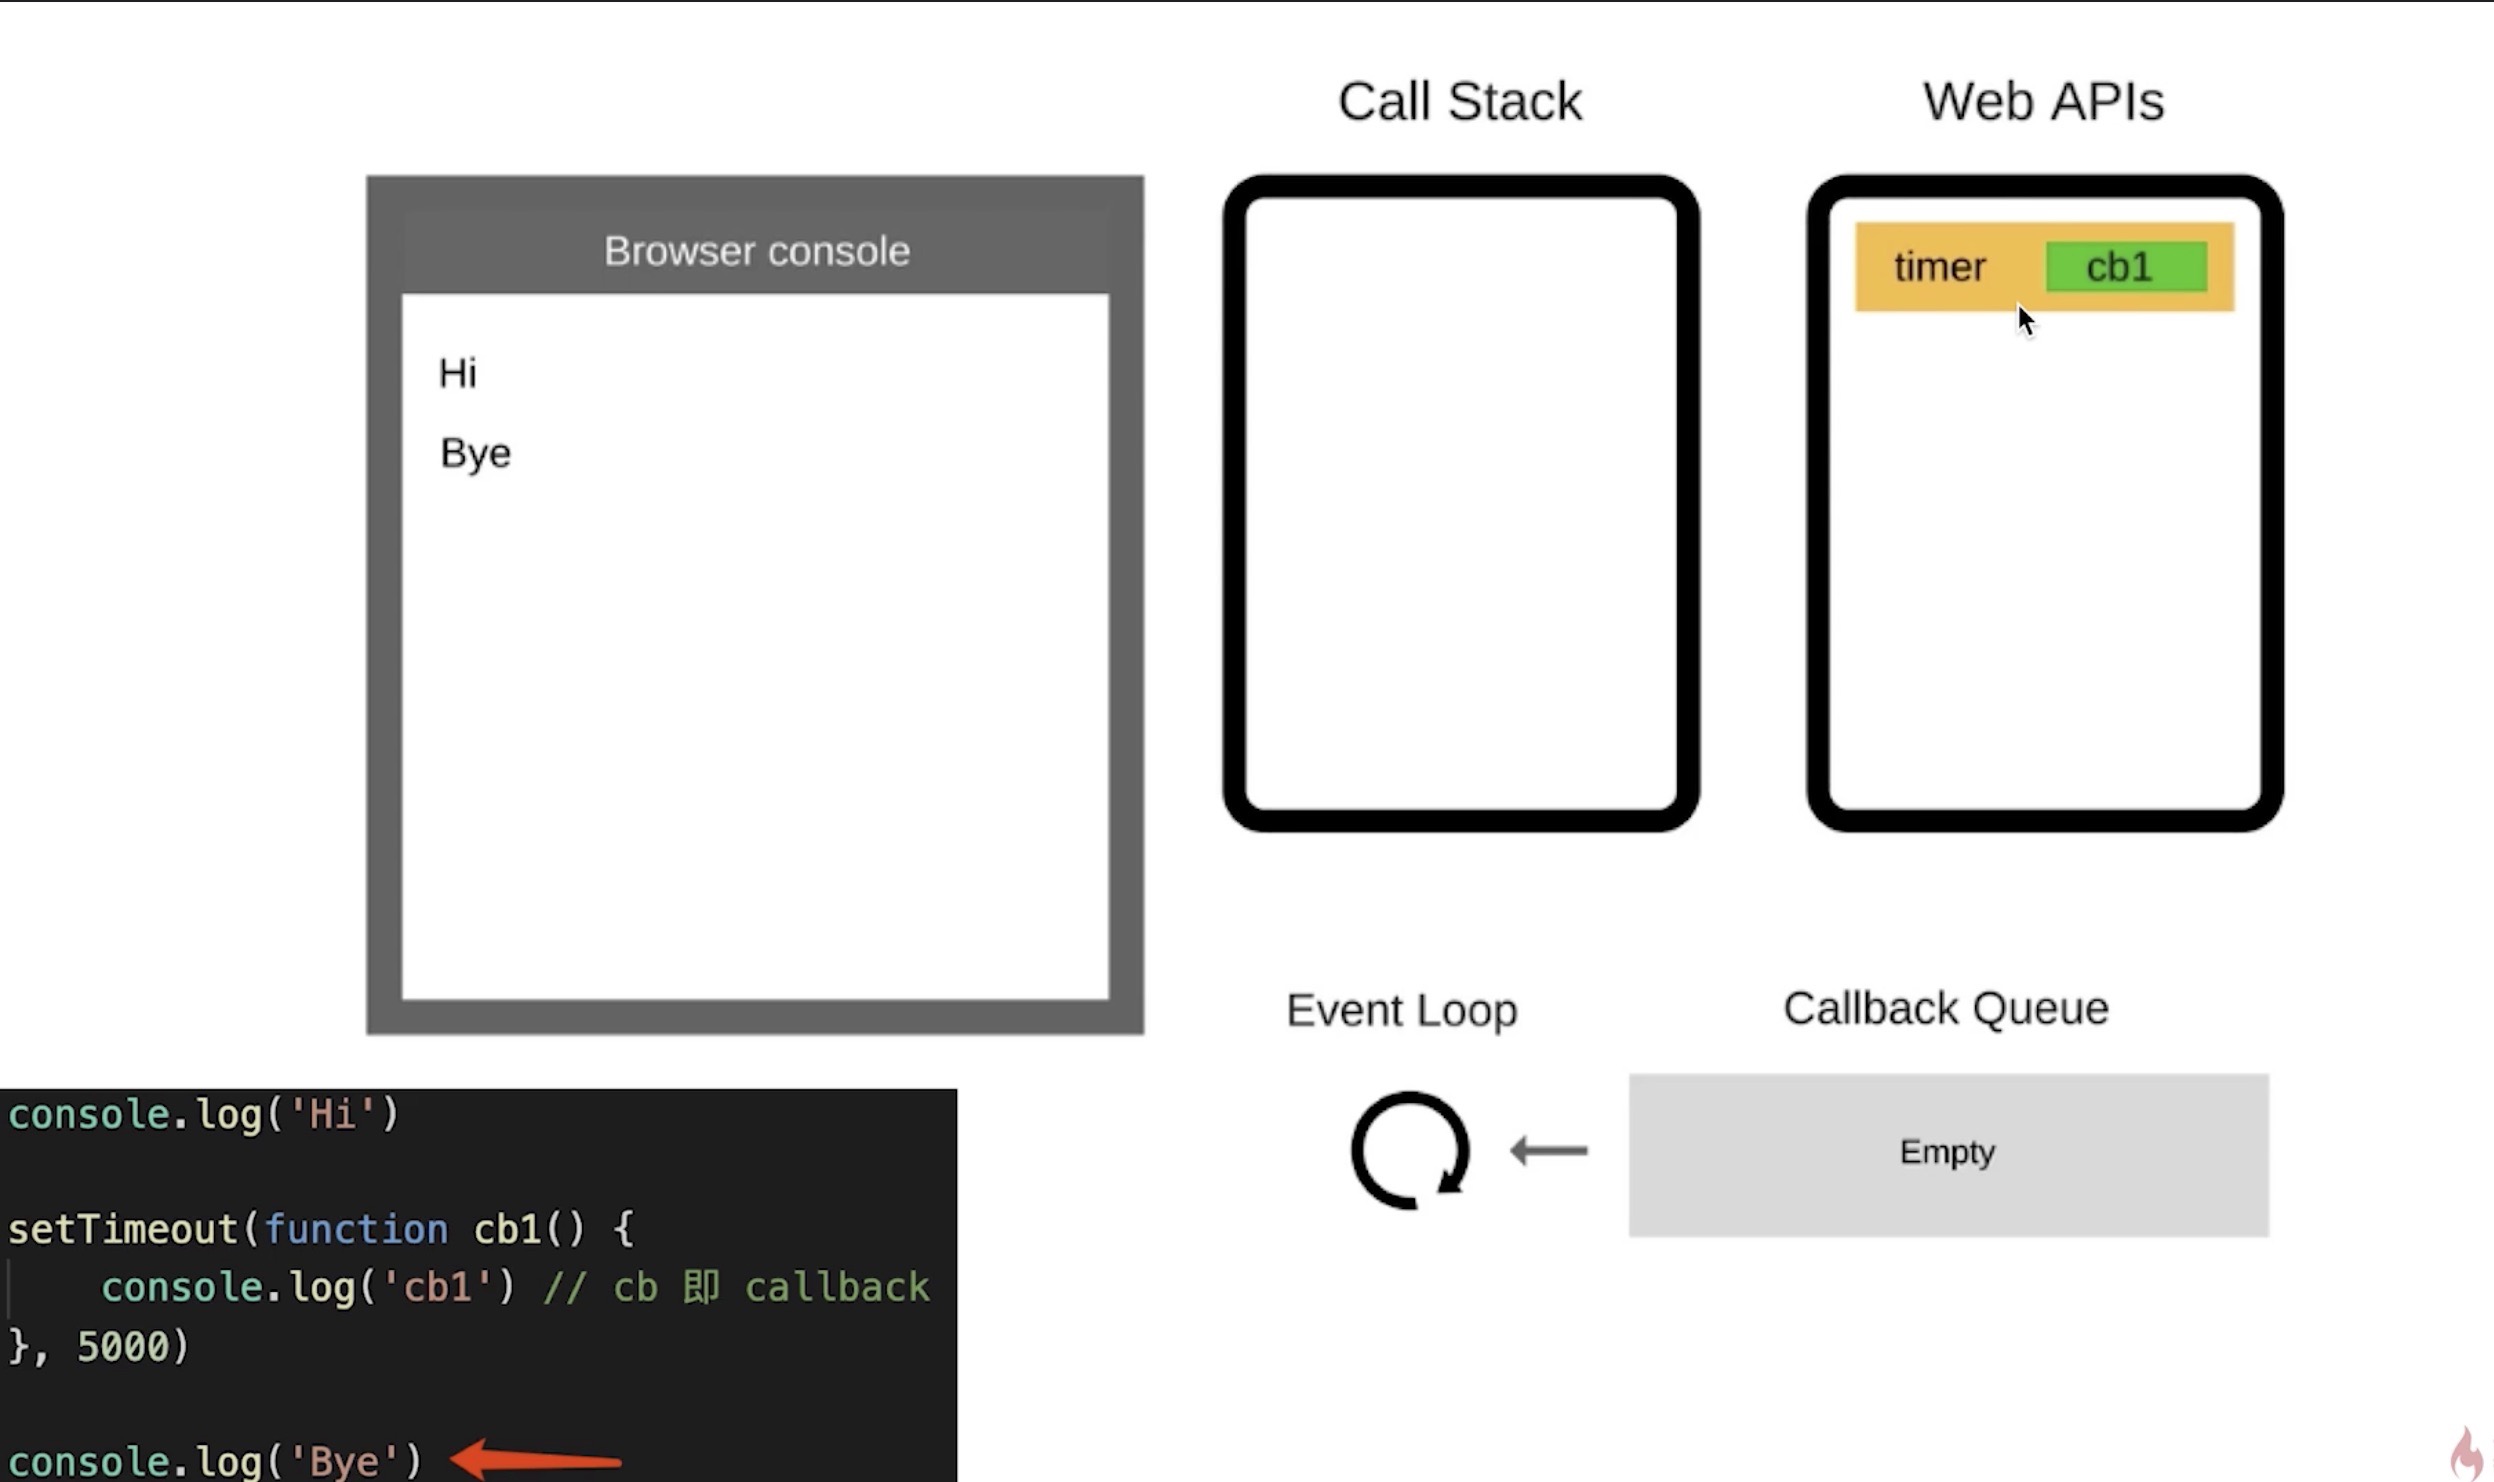 Call Stack
Web APIs
Browser console
timer
cb1
Hi
Bye
Event Loop
Callback Queue
Empty
console.log('Hi')
setTimeout(function cb1() {
console.log('cb1') // cb 即 callback
}, 5000)
console.log('Bye')